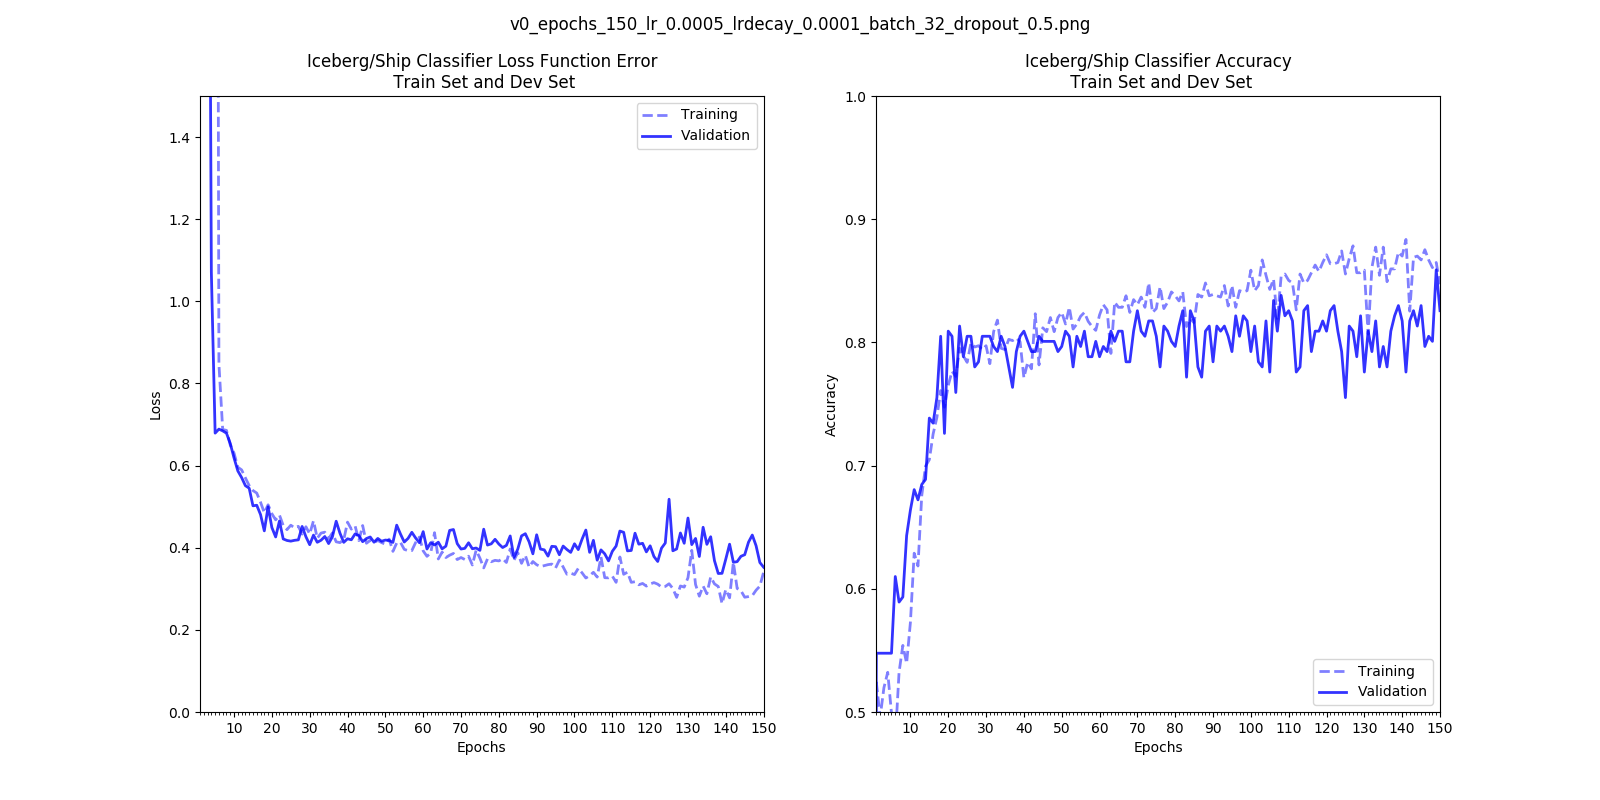 v0_epochs_150_lr_0.0005_lrdecay_0.0001_batch_32_dropout_0.5.png
Iceberg/Ship Classifier Loss Function Error
Train Set and Dev Set
Training
Validation
1.4
1.2
1.0
0.8
0.6
0.4
0.2
0.0
Loss
10 20 30 40 50 60 70 80 90 100 110 120 130 140 150
Epochs
Iceberg/Ship Classifier Accuracy
Train Set and Dev Set
1.0
0.9
0.8
0.7
0.6
0.5
Accuracy
Training
Validation
10 20 30 40 50 60 70 80 90 100 110 120 130 140 150
Epochs